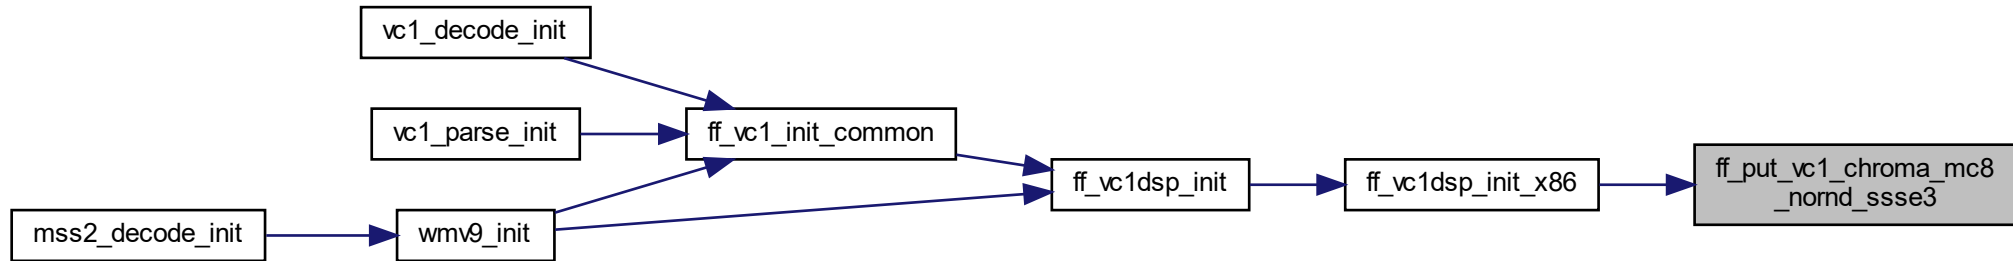 vc1_decode_init
vc1_parse_init
ff_vc1_init_common
mss2_decode_init
wmv9_init
ff_vc1dsp_init
ff_vc1dsp_init_x86
ff_put_vc1_chroma_mc8
_nornd_ssse3